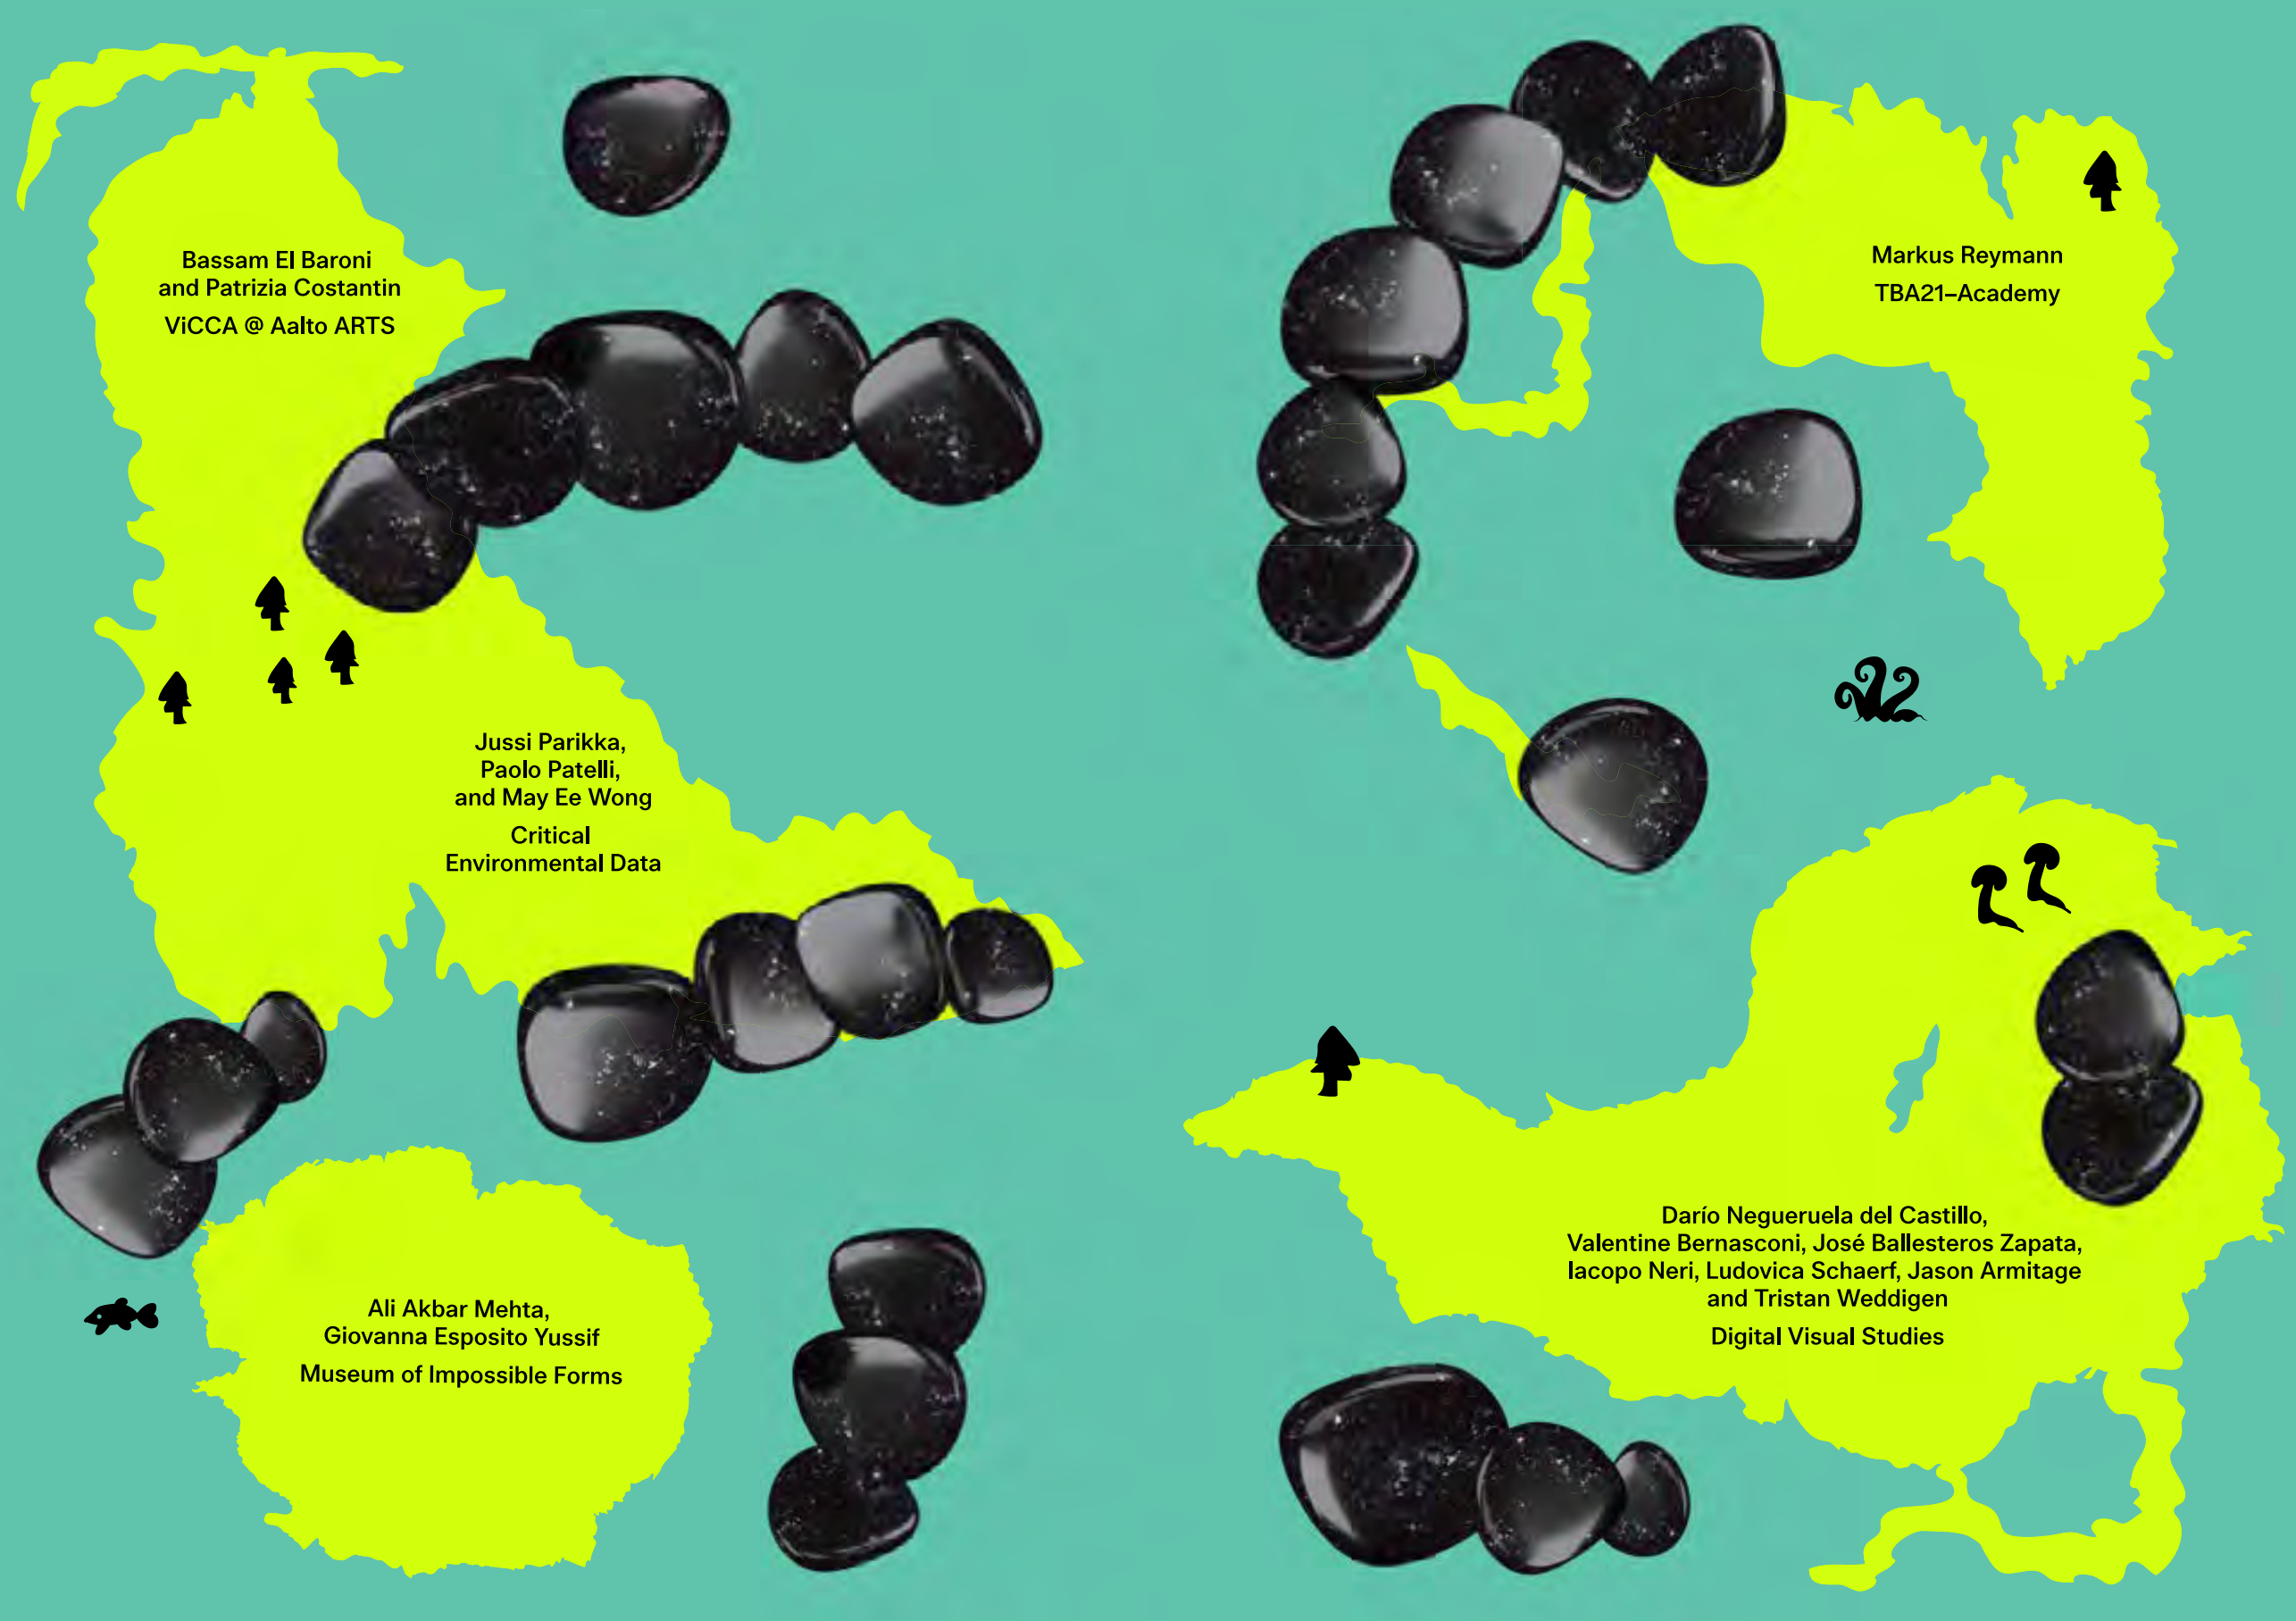 Bassam El Baroni
and Patrizia Costantin
ViCCA @ Aalto ARTS
Jussi Parikka,
Paolo Patelli,
and May Ee Wong
Critical
Environmental Data
Ali Akbar Mehta,
Giovanna Esposito Yussif
Museum of Impossible Forms
Markus Reymann
TBA21–Academy
Darío Negueruela del Castillo,
Valentine Bernasconi, José Ballesteros Zapata,
Iacopo Neri, Ludovica Schaerf, Jason Armitage
and Tristan Weddigen
Digital Visual Studies